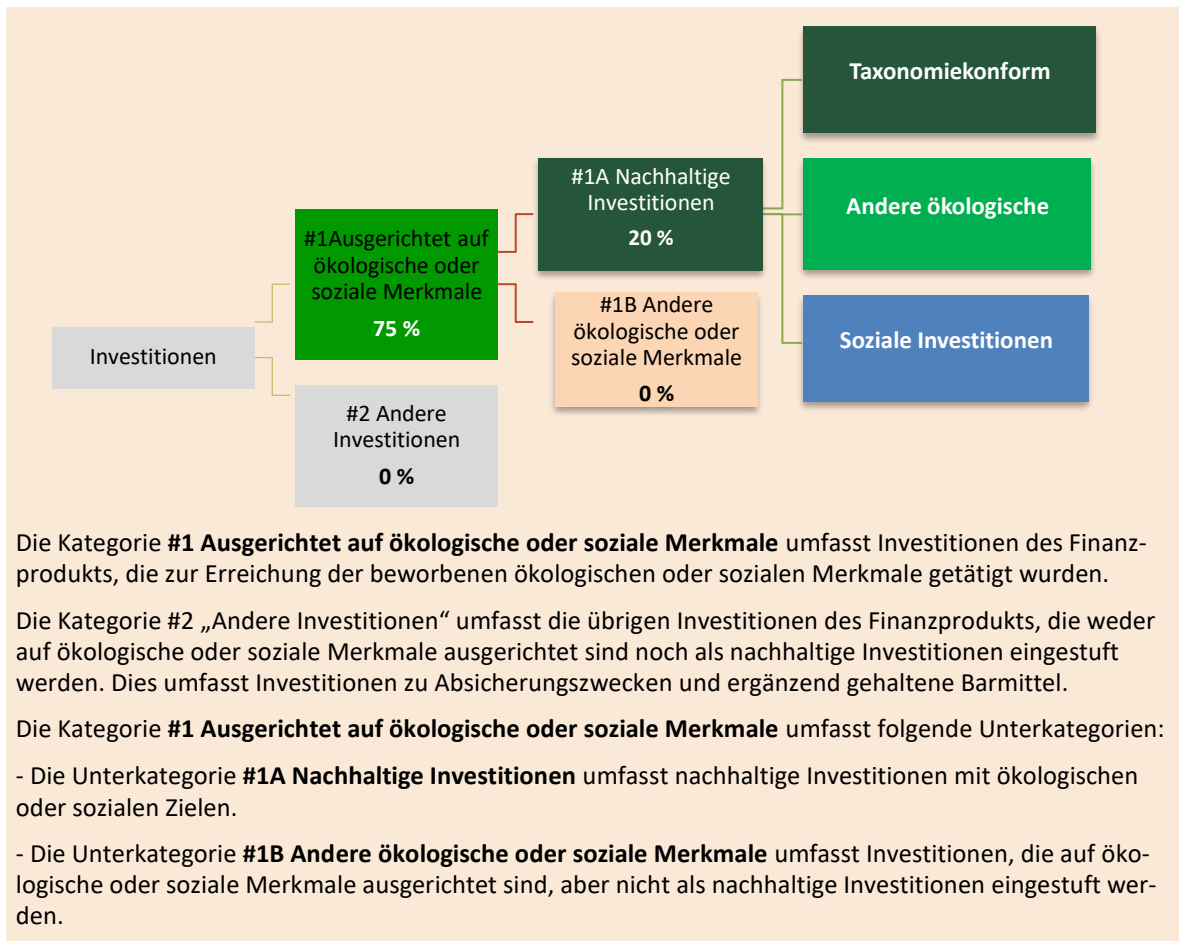 Taxonomiekonform
#1A Nachhaltige
Investitionen
20 %
Andere ökologische
#1Ausgerichtet auf
ökologische oder
soziale Merkmale
75 %
#1B Andere
ökologische oder
soziale Merkmale
0 %
Soziale Investitionen
Investitionen
#2 Andere
Investitionen
0 %
Die Kategorie #1 Ausgerichtet auf ökologische oder soziale Merkmale umfasst Investitionen des Finanz-
produkts, die zur Erreichung der beworbenen ökologischen oder sozialen Merkmale getätigt wurden.
Die Kategorie #2 „Andere Investitionen“ umfasst die übrigen Investitionen des Finanzprodukts, die weder
auf ökologische oder soziale Merkmale ausgerichtet sind noch als nachhaltige Investitionen eingestuft
werden. Dies umfasst Investitionen zu Absicherungszwecken und ergänzend gehaltene Barmittel.
Die Kategorie #1 Ausgerichtet auf ökologische oder soziale Merkmale umfasst folgende Unterkategorien:
- Die Unterkategorie #1A Nachhaltige Investitionen umfasst nachhaltige Investitionen mit ökologischen
oder sozialen Zielen.
- Die Unterkategorie #1B Andere ökologische oder soziale Merkmale umfasst Investitionen, die auf öko-
logische oder soziale Merkmale ausgerichtet sind, aber nicht als nachhaltige Investitionen eingestuft wer-
den.